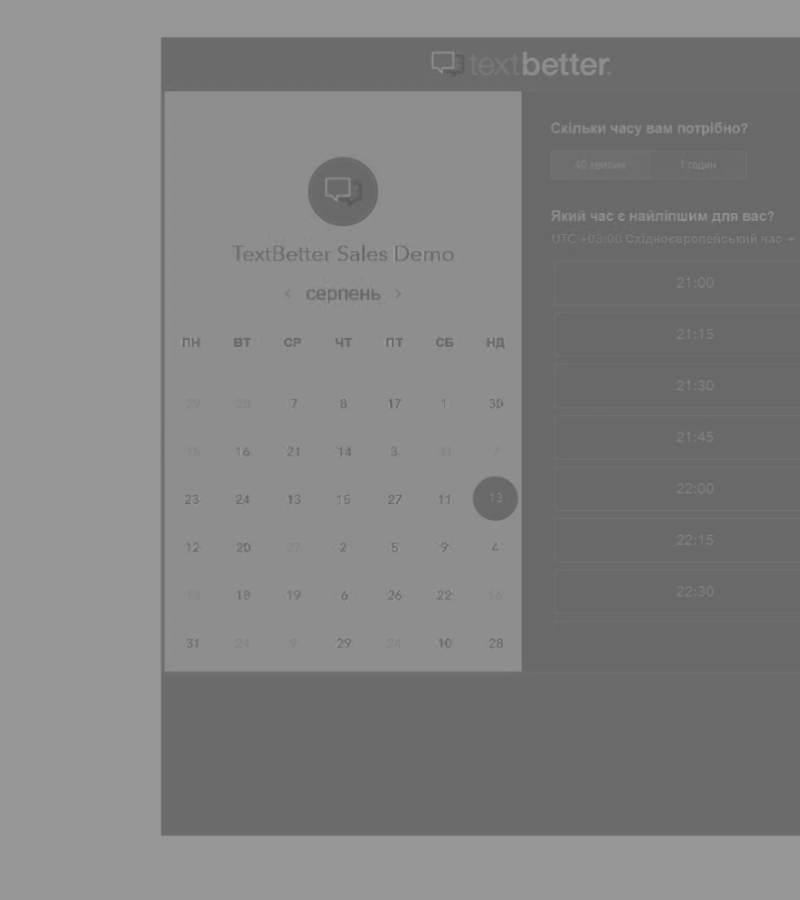 textbetter.
TextBetter Sales Demo
‹ серпень ›
ПН ВТ СР ЧТ ПТ СБ НД
29 28 7 8 17 1 30
15 16 21 14 3 31 7
23 24 13 15 27 11 13
12 20 27 2 5 9 4
13 18 19 6 26 22 16
31 24 9 29 24 10 28
Скільки часу вам потрібно?
40 хвилин 1 годин
Який час є найліпшим для вас?
UTC +03:00 Східноєвропейський час
21:00
21:15
21:30
21:45
22:00
22:15
22:30